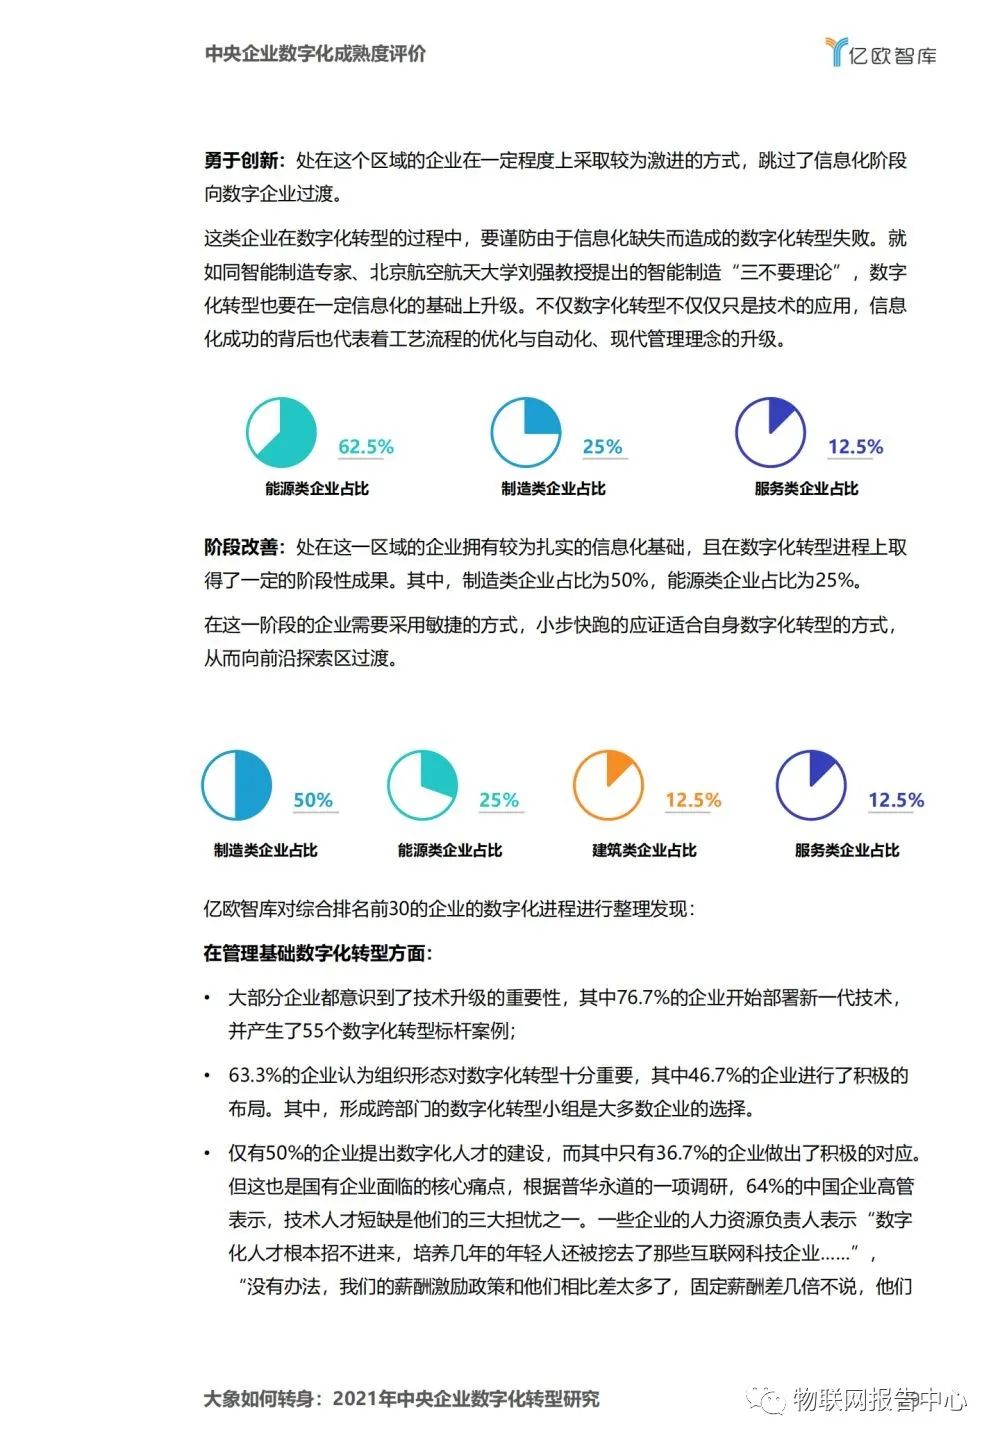 中央企业数字化成熟度评价
亿欧智库
勇于创新：处在这个区域的企业在一定程度上采取较为激进的方式，跳过了信息化阶段
向数字企业过渡。
这类企业在数字化转型的过程中，要谨防由于信息化缺失而造成的数字化转型失败。就
如同智能制造专家、北京航空航天大学刘强教授提出的智能制造“三不要理论”，数字
化转型也要在一定信息化的基础上升级。不仅数字化转型不仅仅只是技术的应用，信息
化成功的背后也代表着工艺流程的优化与自动化、现代管理理念的升级。
62.5%
25%
12.5%
能源类企业占比
制造类企业占比
服务类企业占比
阶段改善：处在这一区域的企业拥有较为扎实的信息化基础，且在数字化转型进程上取
得了一定的阶段性成果。其中，制造类企业占比为50%，能源类企业占比为25%。
在这一阶段的企业需要采用敏捷的方式，小步快跑的应证适合自身数字化转型的方式，
从而向前沿探索区过渡。
50%
25%
12.5%
12.5%
制造类企业占比
能源类企业占比
建筑类企业占比
服务类企业占比
亿欧智库对综合排名前30的企业的数字化进程进行整理发现：
在管理基础数字化转型方面：
• 大部分企业都意识到了技术升级的重要性，其中76.7%的企业开始部署新一代技术，
并产生了55个数字化转型标杆案例；
• 63.3%的企业认为组织形态对数字化转型十分重要，其中46.7%的企业进行了积极的
布局。其中，形成跨部门的数字化转型小组是大多数企业的选择。
• 仅有50%的企业提出数字化人才的建设，而其中只有36.7%的企业做出了积极的对应。
但这也是国有企业面临的核心痛点，根据普华永道的一项调研，64%的中国企业高管
表示，技术人才短缺是他们的三大担忧之一。一些企业的人力资源负责人表示“数字
化人才根本招不进来，培养几年的年轻人还被挖去了那些互联网科技企业……”，
“没有办法，我们的薪酬激励政策和他们相比差太多了，固定薪酬差几倍不说，他们
大象如何转身：2021年中央企业数字化转型研究
物联网报告中心